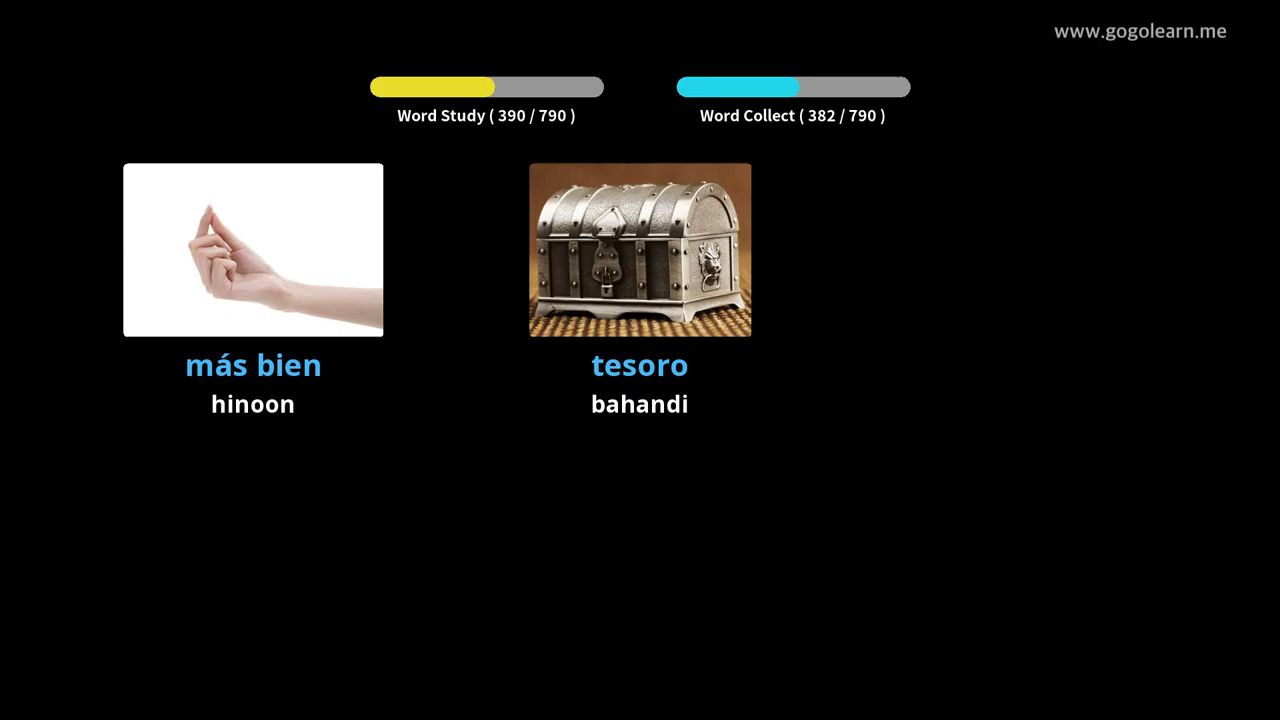 www.gogolearn.me
Word Study ( 390 / 790 )
Word Collect ( 382 / 790 )
más bien
hinoon
tesoro
bahandi